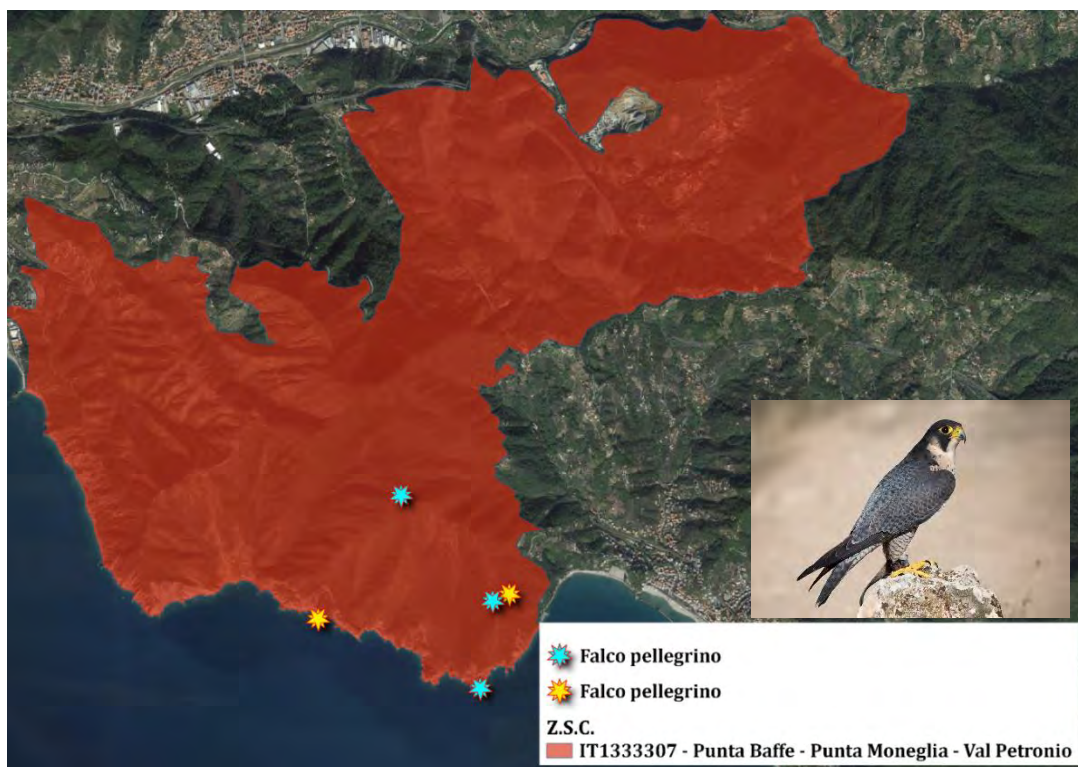 Falco pellegrino
Falco pellegrino
Z.S.C.
IT1333307 - Punta Baffe - Punta Moneglia - Val Petronio